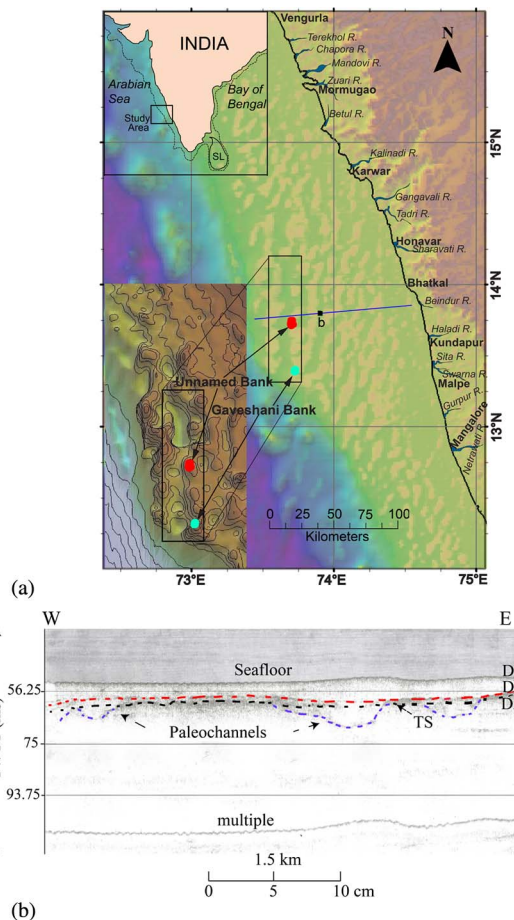 Vengurla
N
Terekhol R.
Chapora R.
INDIA
Mandovi R.
Zuari R.
Mormugao
Arabian
Sea
Bay of
Bengal
Betul R.
Study
Area
15°N
SL
Kalinadi R.
Karwar
Gangavali R.
Tadri R.
Honavar
Sharavati R.
14°N
Bhatkal
Beindur R.
b
Haladi R.
Kundapur
Unnamed Bank
Sita R.
Swarna R.
Malpe
Gaveshani Bank
Gurpur R.
13°N
Mangalore
Netravati R.
0 25 50 75 100
Kilometers
73°E
74°E
75°E
(a)
W
E
Seafloor
D
D
56.25
D
Paleochannels
TS
75
93.75
multiple
1.5 km
0 5 10 cm
(b)